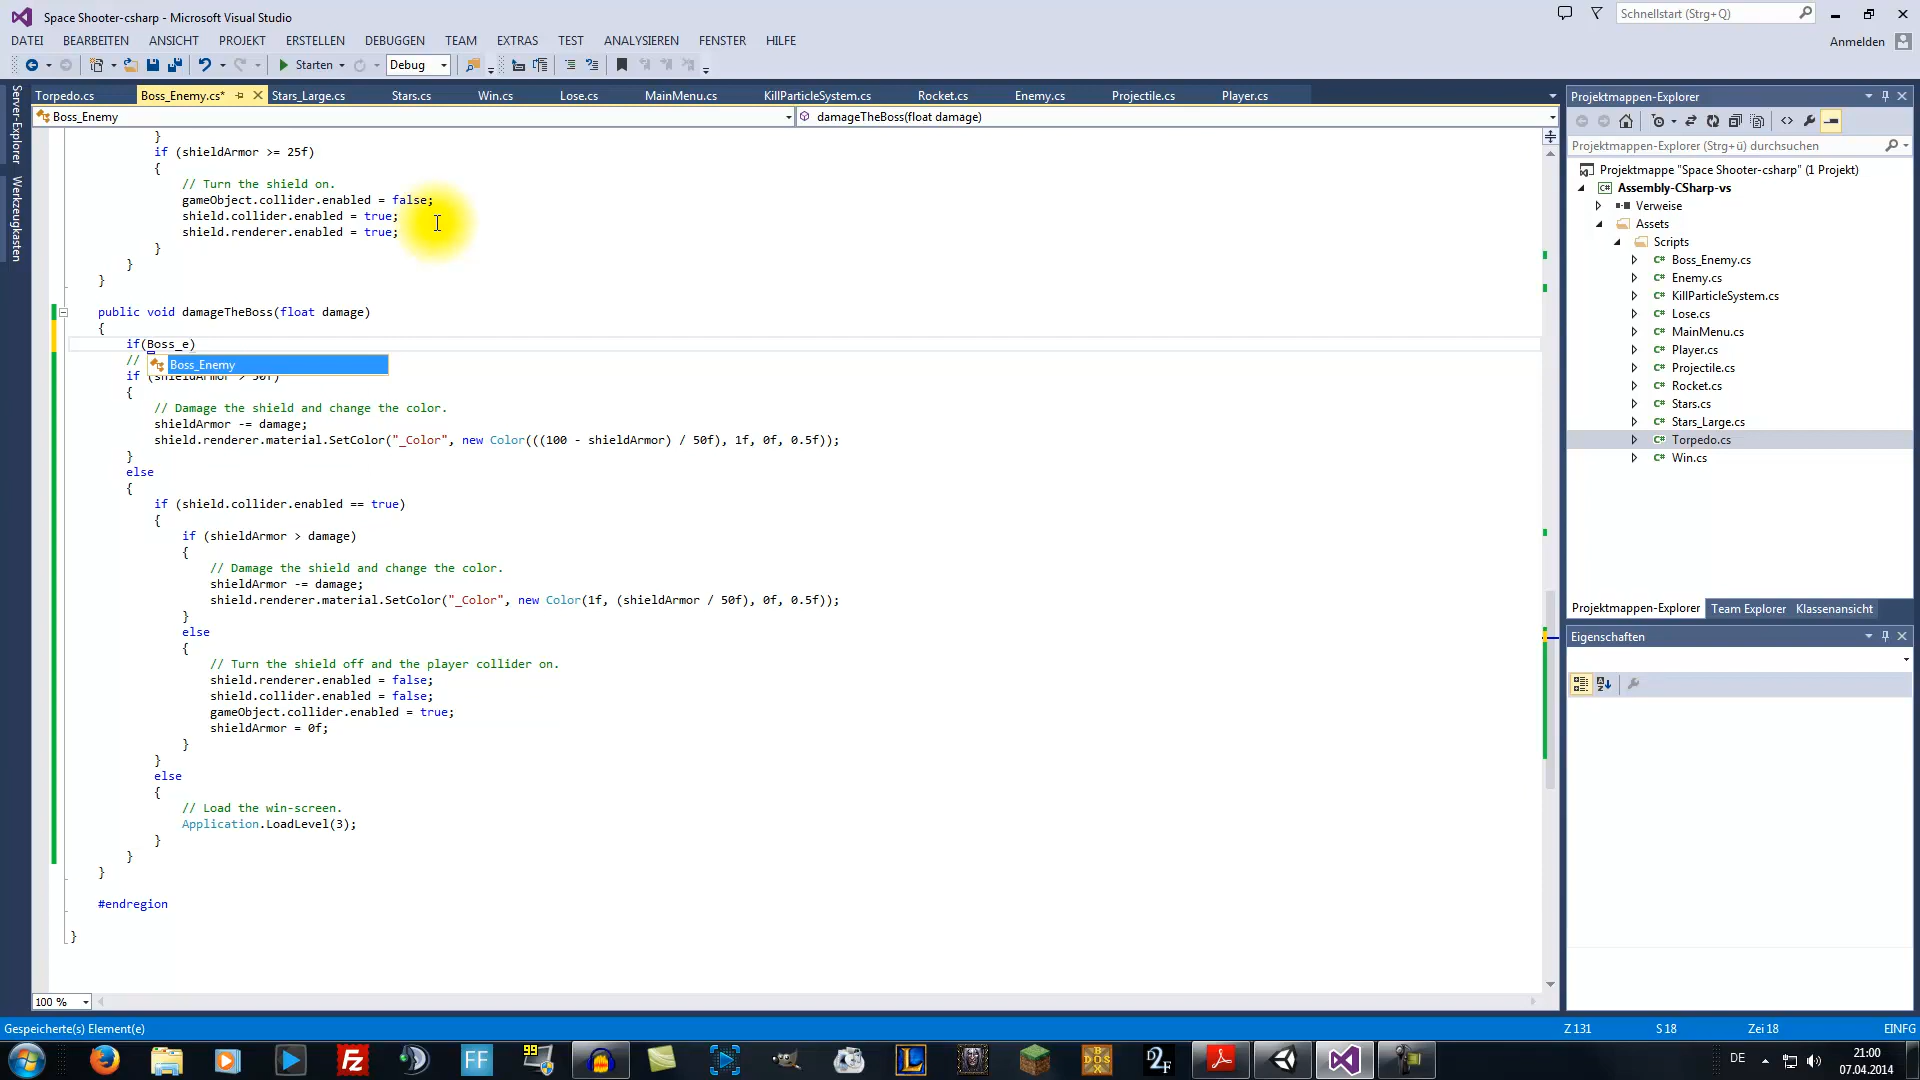 Space Shooter-csharp - Microsoft Visual Studio
Schnellstart (Strg+Q)
DATEI BEARBEITEN ANSICHT PROJEKT ERSTELLEN DEBUGGEN TEAM EXTRAS TEST ANALYSIEREN FENSTER HILFE
Anmelden
Starten Debug
Server-Explorer
Werkzeugkasten
Torpedo.cs Boss_Enemy.cs* Stars_Large.cs Stars.cs Win.cs Lose.cs MainMenu.cs KillParticleSystem.cs Rocket.cs Enemy.cs Projectile.cs Player.cs
Boss_Enemy damageTheBoss(float damage)
}
if (shieldArmor >= 25f)
{
// Turn the shield on.
gameObject.collider.enabled = false;
shield.collider.enabled = true;
shield.renderer.enabled = true;
}
}
}
public void damageTheBoss(float damage)
{
if(Boss_e)
//
Boss_Enemy
if (shieldArmor > 50f)
{
// Damage the shield and change the color.
shieldArmor -= damage;
shield.renderer.material.SetColor("_Color", new Color(((100 - shieldArmor) / 50f), 1f, 0f, 0.5f));
}
else
{
if (shield.collider.enabled == true)
{
if (shieldArmor > damage)
{
// Damage the shield and change the color.
shieldArmor -= damage;
shield.renderer.material.SetColor("_Color", new Color(1f, (shieldArmor / 50f), 0f, 0.5f));
}
else
{
// Turn the shield off and the player collider on.
shield.renderer.enabled = false;
shield.collider.enabled = false;
gameObject.collider.enabled = true;
shieldArmor = 0f;
}
}
else
{
// Load the win-screen.
Application.LoadLevel(3);
}
}
}
#endregion
}
100 %
Projektmappen-Explorer
Projektmappen-Explorer (Strg+ü) durchsuchen
Projektmappe "Space Shooter-csharp" (1 Projekt)
C# Assembly-CSharp-vs
Verweise
Assets
Scripts
C# Boss_Enemy.cs
C# Enemy.cs
C# KillParticleSystem.cs
C# Lose.cs
C# MainMenu.cs
C# Player.cs
C# Projectile.cs
C# Rocket.cs
C# Stars.cs
C# Stars_Large.cs
C# Torpedo.cs
C# Win.cs
Projektmappen-Explorer Team Explorer Klassenansicht
Eigenschaften
Gespeicherte(s) Element(e) Z 131 S 18 Zei 18 EINFG
FZ FF 99 L BOX DOS 2F
DE
21:00
07.04.2014